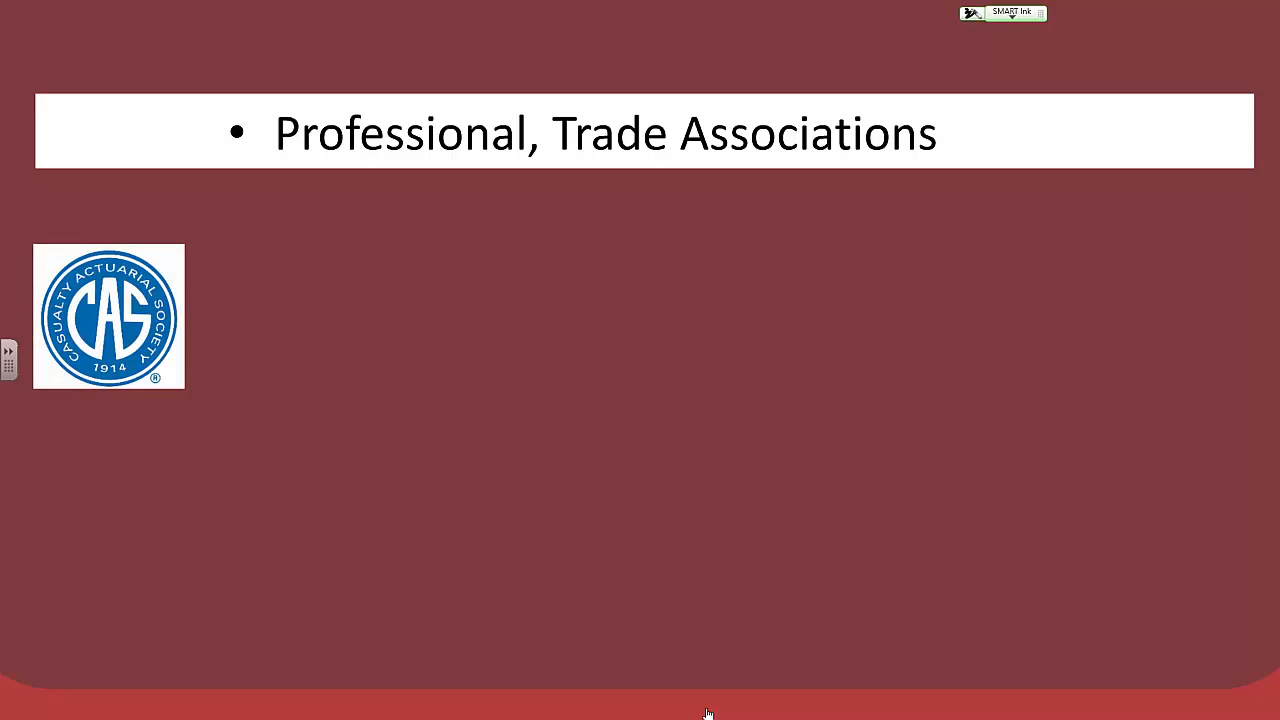 SMART Ink
• Professional, Trade Associations
CASUALTY ACTUARIAL SOCIETY
CAS
1914
®